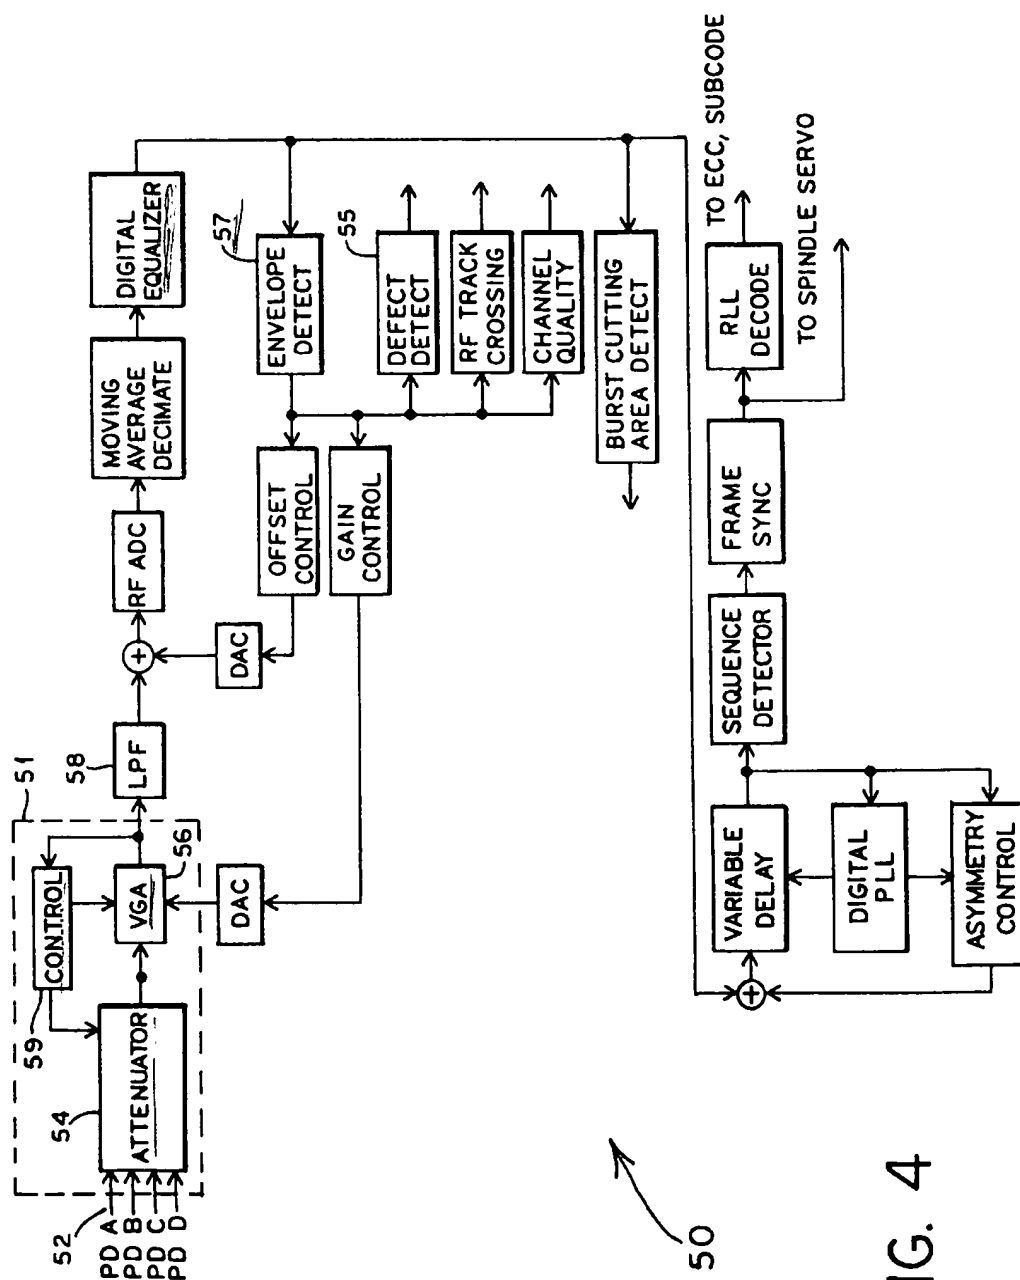 51
59
CONTROL
54
ATTENUATOR
52
PD A
PD B
PD C
PD D
VGA
56
58
LPF
+
RF ADC
MOVING
AVERAGE
DECIMATE
DIGITAL
EQUALIZER
DAC
DAC
OFFSET
CONTROL
GAIN
CONTROL
57
ENVELOPE
DETECT
55
DEFECT
DETECT
RF TRACK
CROSSING
CHANNEL
QUALITY
BURST CUTTING
AREA DETECT
+
VARIABLE
DELAY
DIGITAL
PLL
ASYMMETRY
CONTROL
SEQUENCE
DETECTOR
FRAME
SYNC
RLL
DECODE
TO ECC, SUBCODE
TO SPINDLE SERVO
50
IG. 4